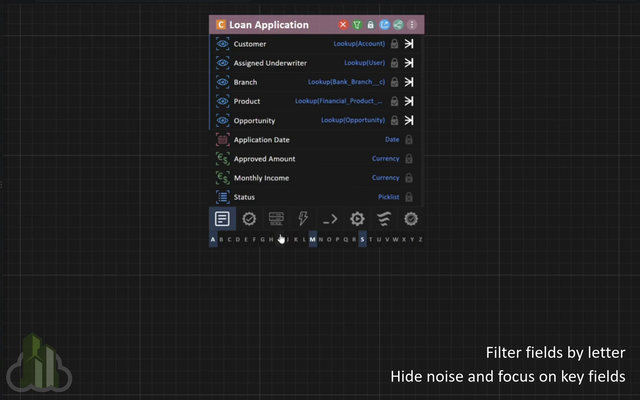 C Loan Application
Customer Lookup(Account)
Assigned Underwriter Lookup(User)
Branch Lookup(Bank_Branch__c)
Product Lookup(Financial_Product_...
Opportunity Lookup(Opportunity)
Application Date Date
Approved Amount Currency
Monthly Income Currency
Status Picklist
A B C D E F G H J K L M N O P Q R S T U V W X Y Z
Filter fields by letter
Hide noise and focus on key fields